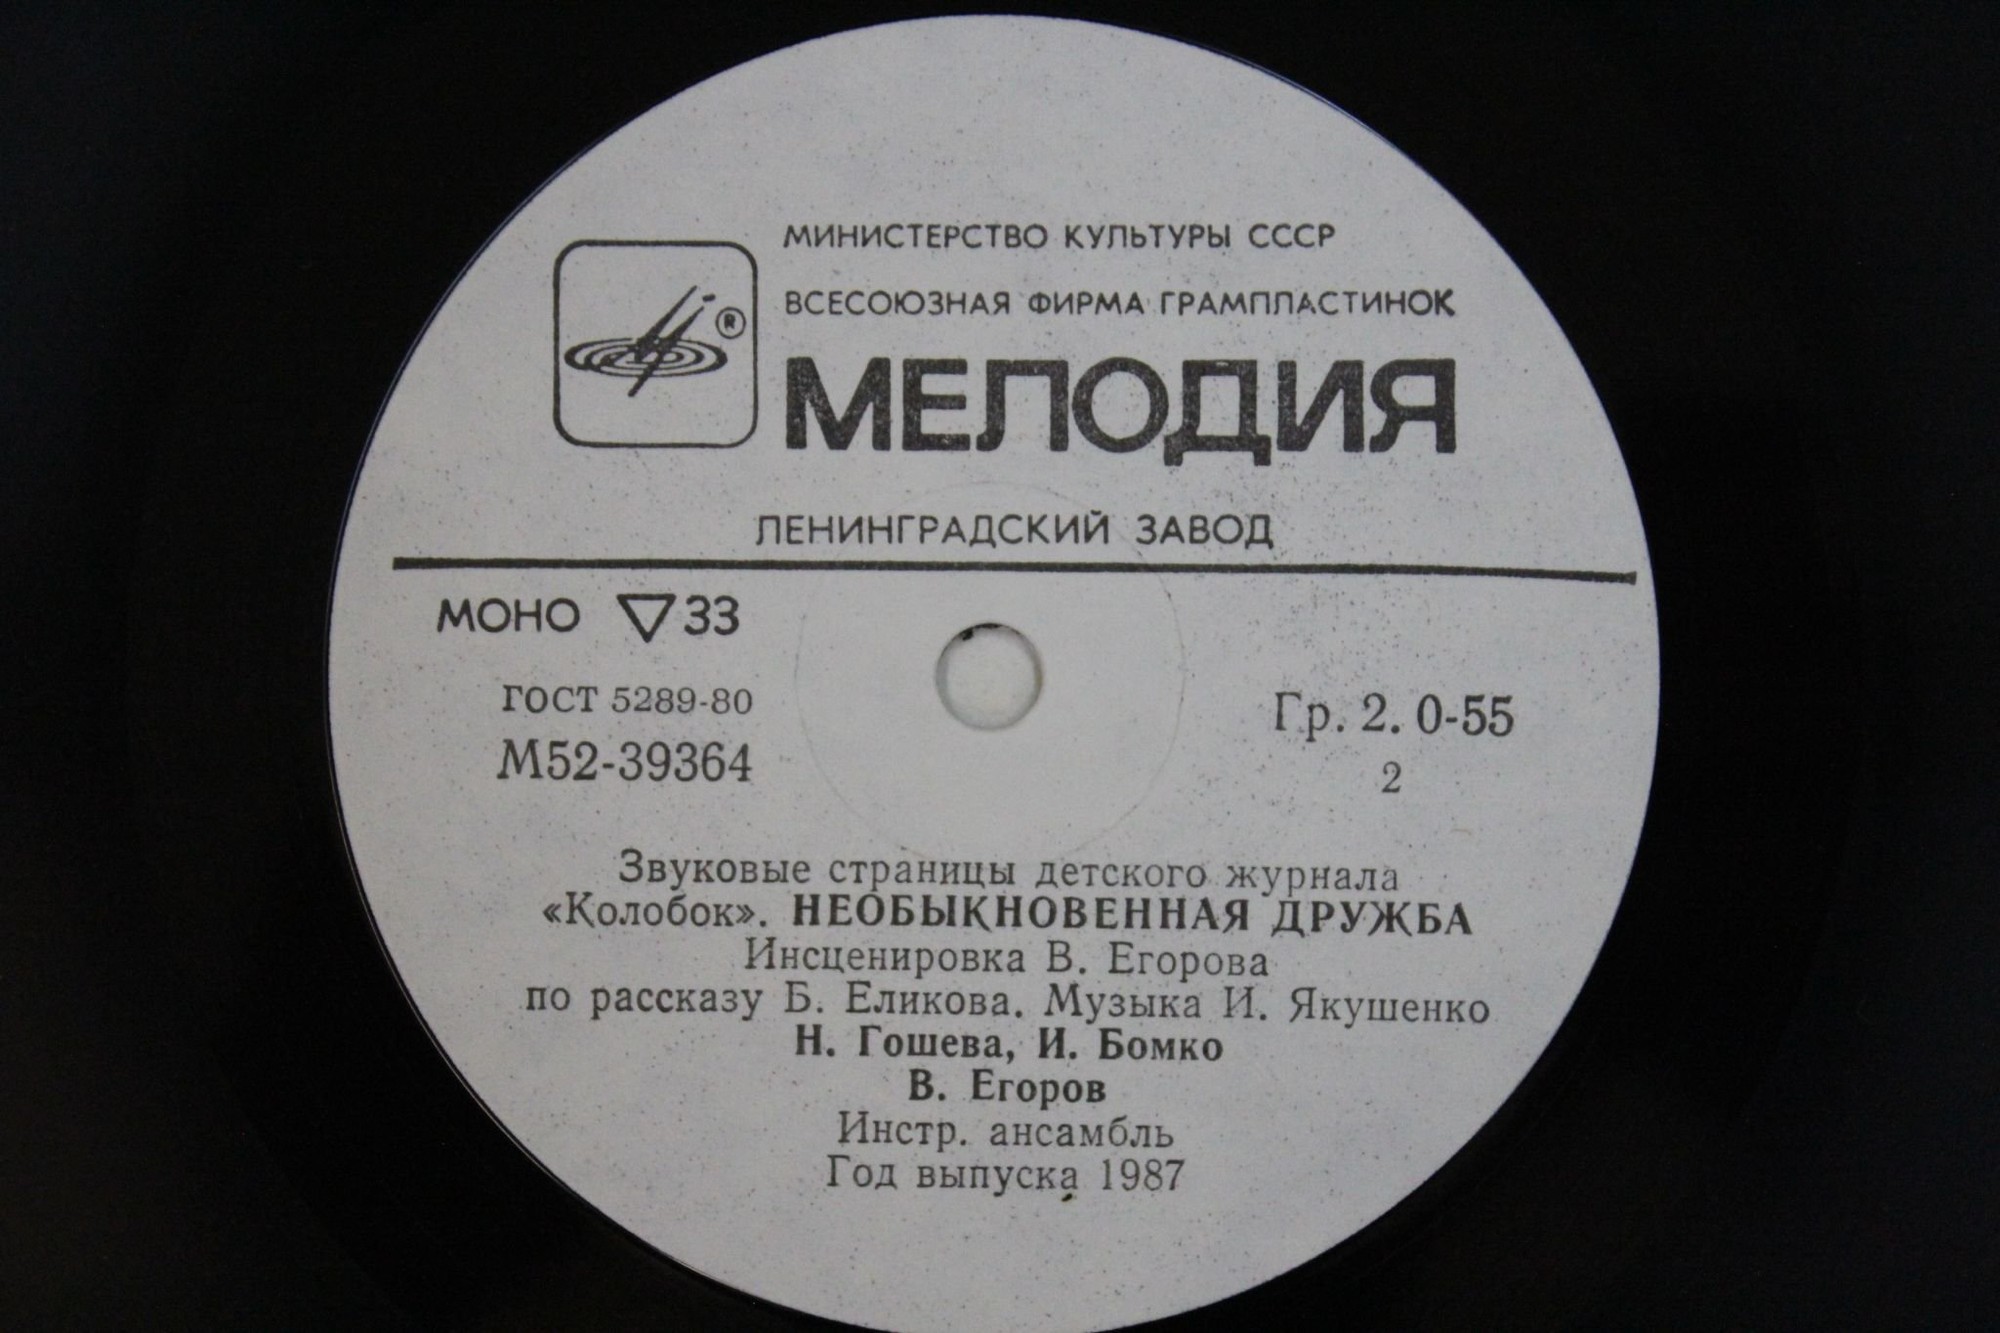 МИНИСТЕРСТВО КУЛЬТУРЫ СССР
ВСЕСОЮЗНАЯ ФИРМА ГРАМПЛАСТИНОК
®
МЕЛОДИЯ
ЛЕНИНГРАДСКИЙ ЗАВОД
МОНО ▽33
ГОСТ 5289-80
М52-39364
Гр. 2. 0-55
2
Звуковые страницы детского журнала
«Колобок». НЕОБЫКНОВЕННАЯ ДРУЖБА
Инсценировка В. Егорова
по рассказу Б. Еликова. Музыка И. Якушенко
Н. Гошева, И. Бомко
В. Егоров
Инстр. ансамбль
Год выпуска 1987